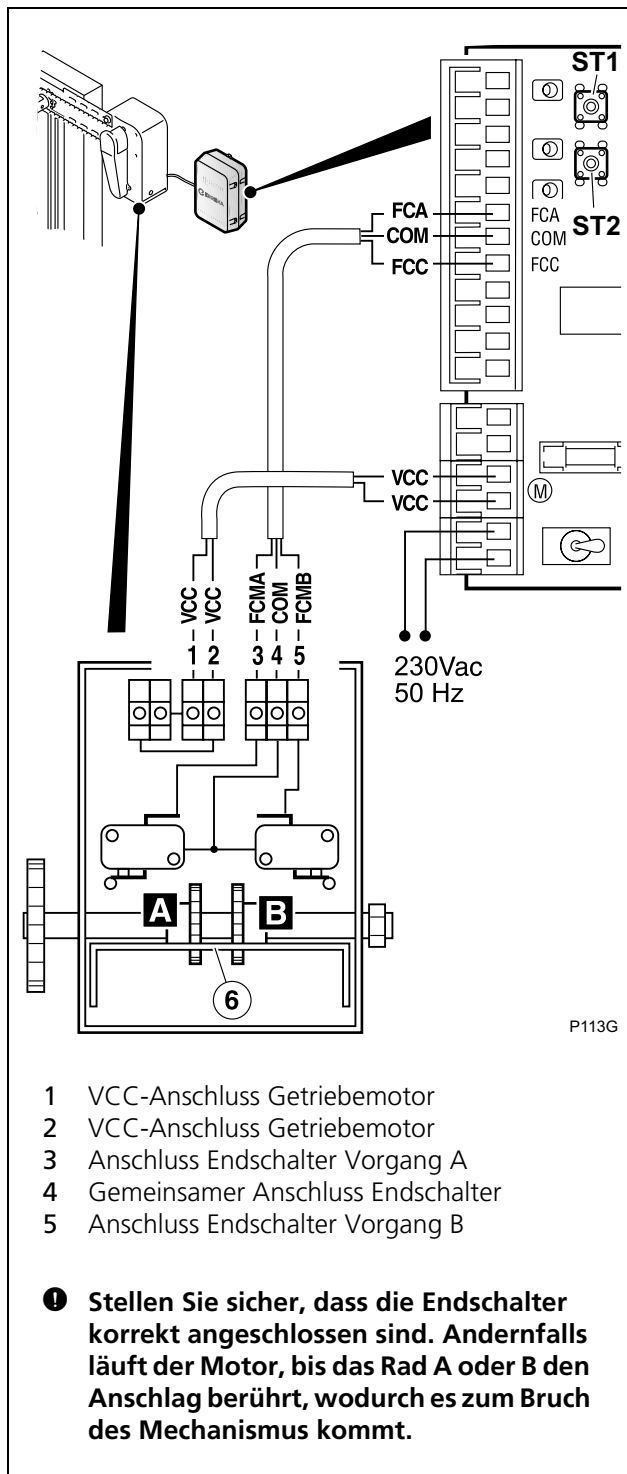 ST1
ST2
FCA
COM
FCC
FCA
COM
FCC
VCC
VCC
M
VCC
VCC
FCMA
COM
FCMB
1 2 3 4 5
230Vac
50 Hz
A B
6
P113G
1 VCC-Anschluss Getriebemotor
2 VCC-Anschluss Getriebemotor
3 Anschluss Endschalter Vorgang A
4 Gemeinsamer Anschluss Endschalter
5 Anschluss Endschalter Vorgang B
Stellen Sie sicher, dass die Endschalter
korrekt angeschlossen sind. Andernfalls
läuft der Motor, bis das Rad A oder B den
Anschlag berührt, wodurch es zum Bruch
des Mechanismus kommt.